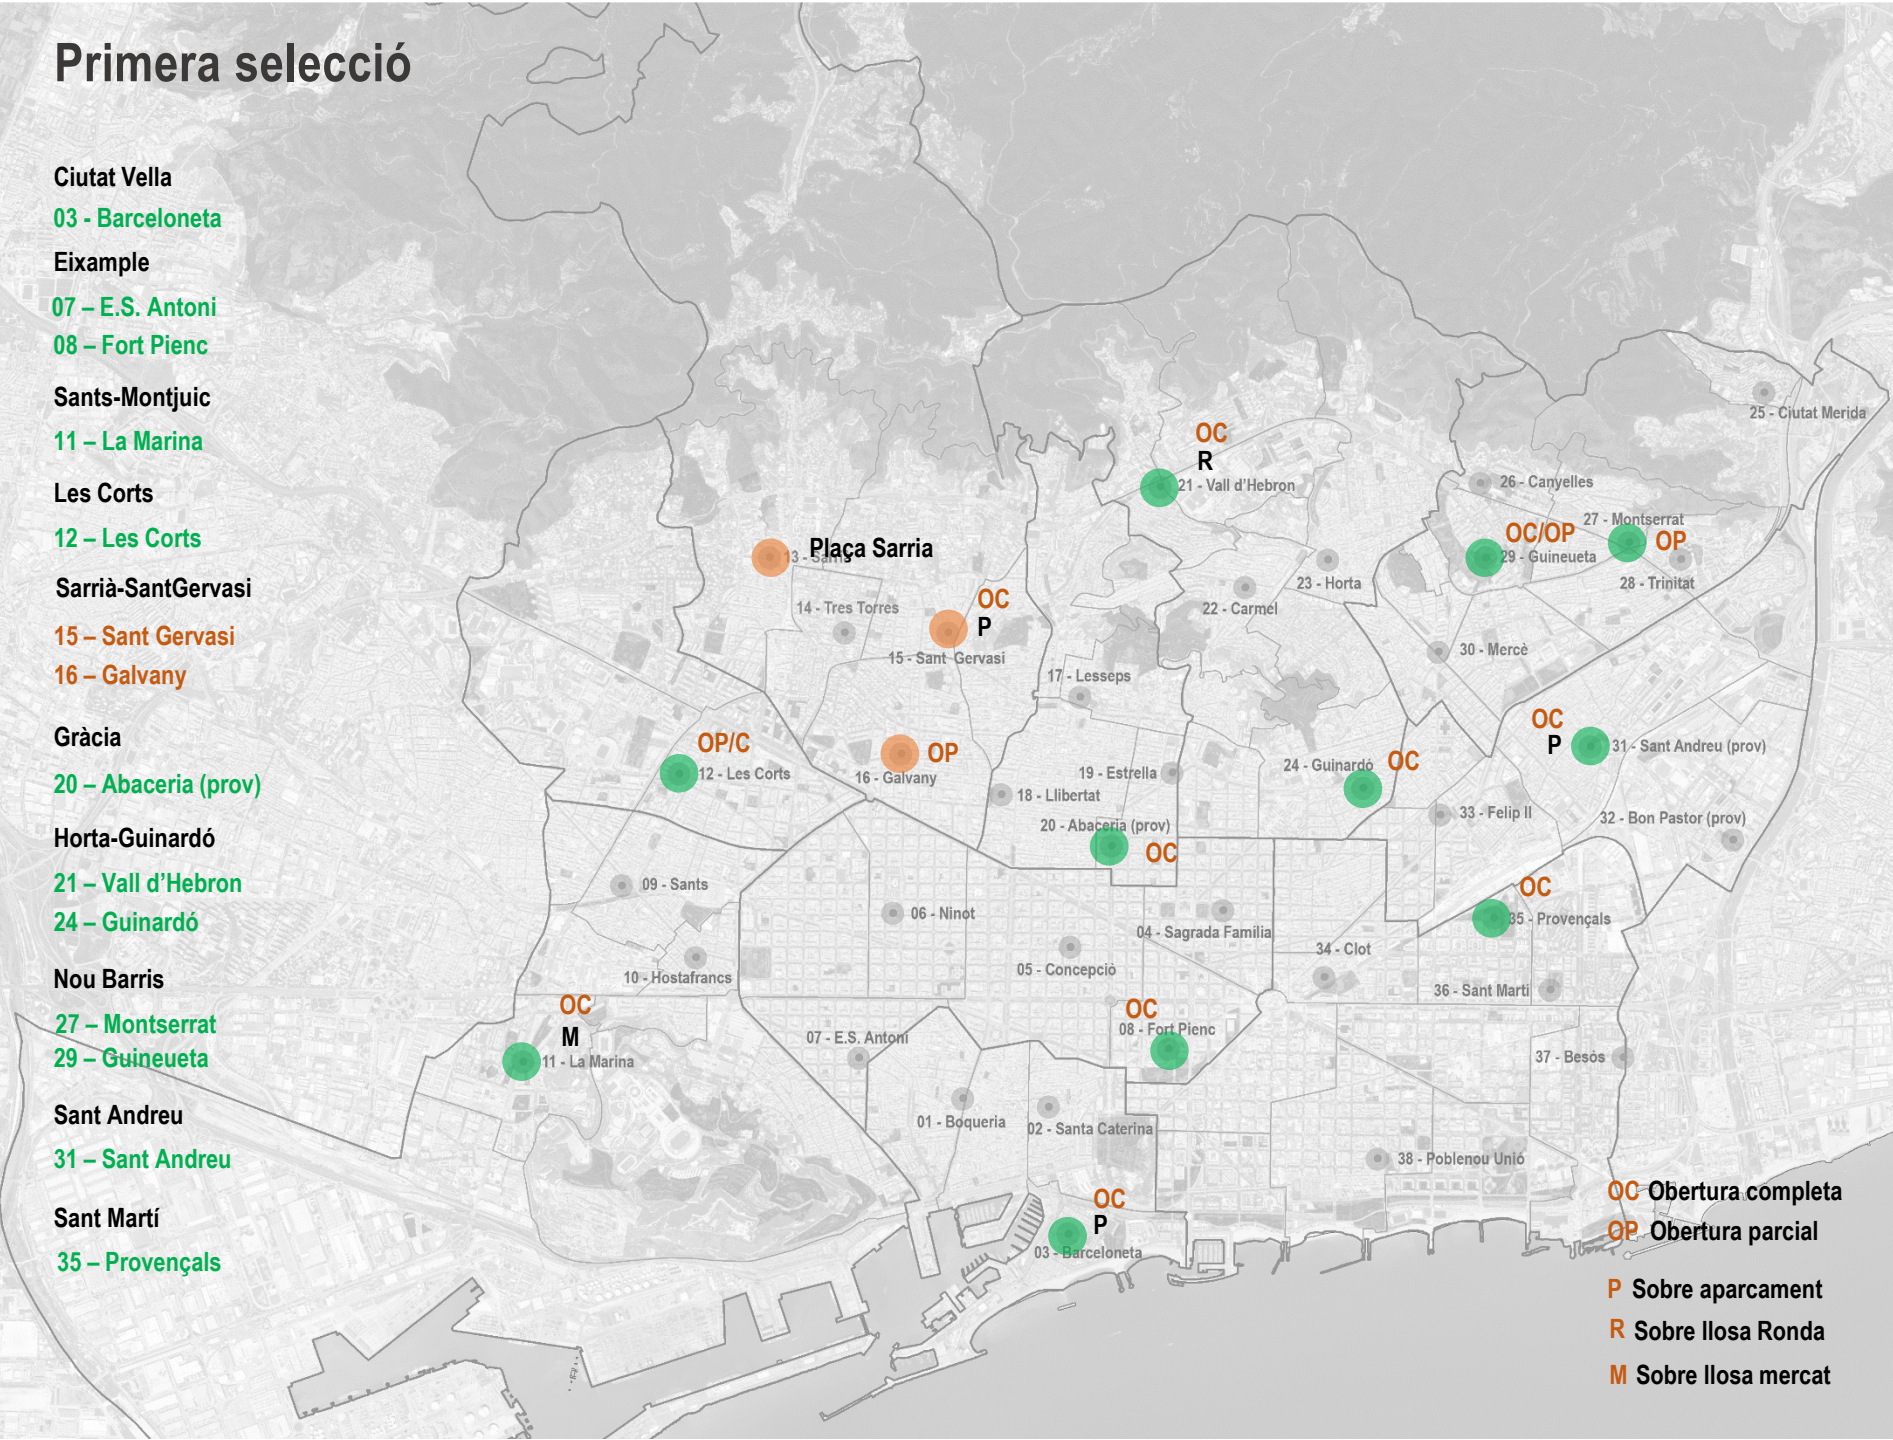 Primera selecció
Ciutat Vella
03 - Barceloneta
Eixample
07 – E.S. Antoni
08 – Fort Pienc
Sants-Montjuic
11 – La Marina
Les Corts
12 – Les Corts
Sarrià-SantGervasi
15 – Sant Gervasi
16 – Galvany
Gràcia
20 – Abaceria (prov)
Horta-Guinardó
21 – Vall d'Hebron
24 – Guinardó
Nou Barris
27 – Montserrat
29 – Guineueta
Sant Andreu
31 – Sant Andreu
Sant Martí
35 – Provençals
25 - Ciutat Merida
OC
R
21 - Vall d'Hebron
26 - Canyelles
27 - Montserrat
OC/OP
OP
29 - Guineueta
28 - Trinitat
Plaça Sarria
13 - Sarrià
23 - Horta
22 - Carmel
14 - Tres Torres
OC
P
15 - Sant Gervasi
30 - Mercè
17 - Lesseps
OC
P
31 - Sant Andreu (prov)
OP/C
12 - Les Corts
OP
16 - Galvany
19 - Estrella
24 - Guinardó
OC
18 - Llibertat
20 - Abaceria (prov)
OC
33 - Felip II
32 - Bon Pastor (prov)
09 - Sants
06 - Ninot
OC
35 - Provençals
04 - Sagrada Familia
34 - Clot
05 - Concepció
10 - Hostafrancs
36 - Sant Martí
OC
M
11 - La Marina
OC
08 - Fort Pienc
07 - E.S. Antoni
37 - Besòs
01 - Boqueria
02 - Santa Caterina
38 - Poblenou Unió
OC
P
03 - Barceloneta
OC Obertura completa
OP Obertura parcial
P Sobre aparcament
R Sobre llosa Ronda
M Sobre llosa mercat